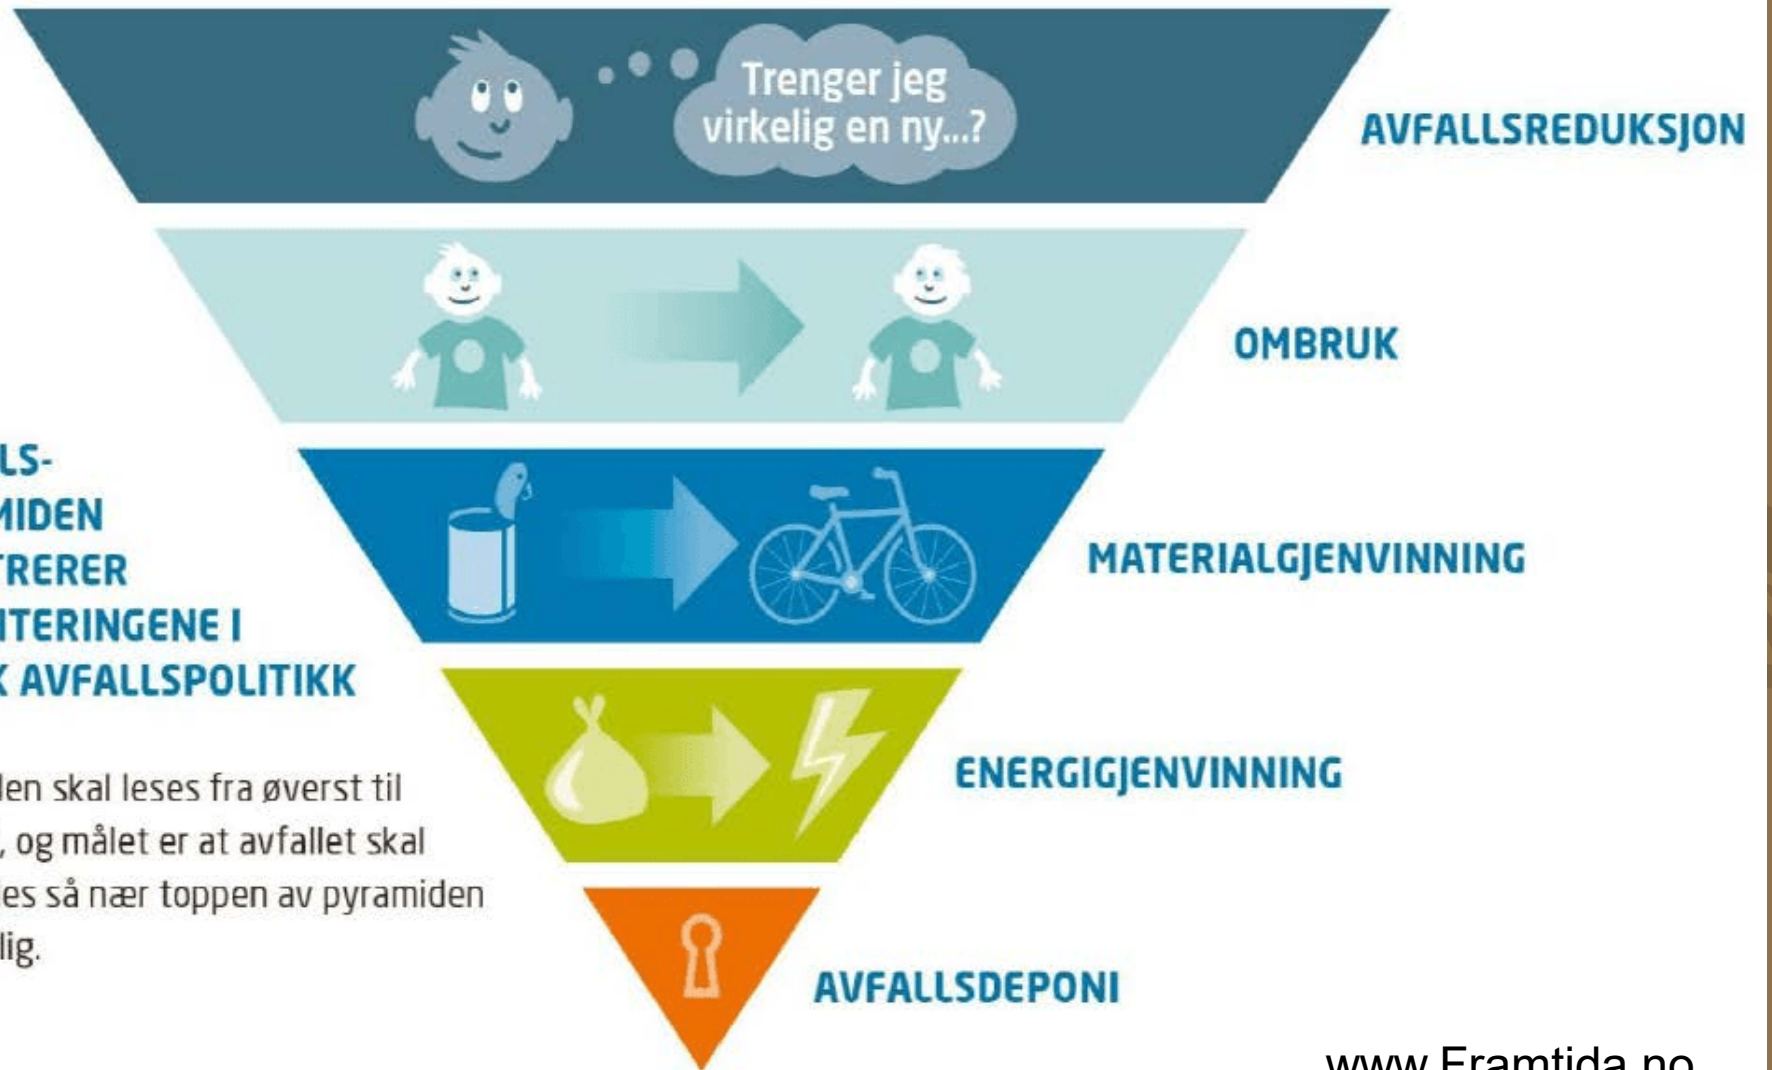 Trenger jeg
virkelig en ny...?
AVFALLSREDUKSJON
OMBRUK
LS-
MIDEN
TRERER
ITERINGENE I
K AVFALLSPOLITIKK
MATERIALGJENVINNING
ENERGIGJENVINNING
len skal leses fra øverst til
, og målet er at avfallet skal
les så nær toppen av pyramiden
lig.
AVFALLSDEPONI
www.Framtida.no